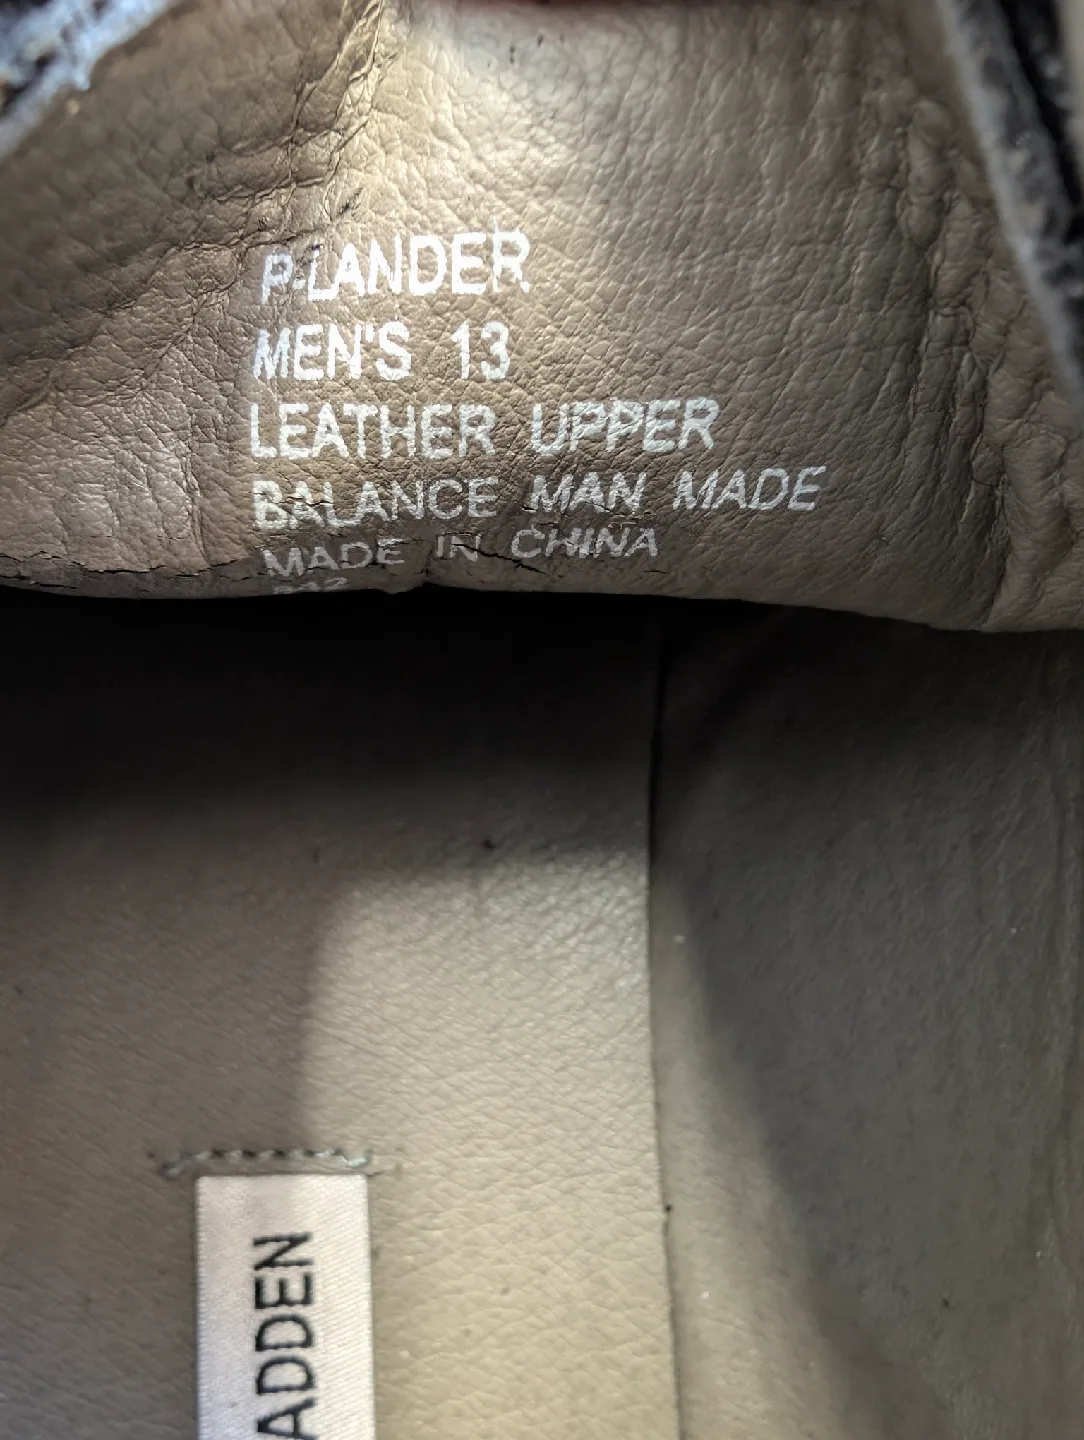 P-LANDER
MEN'S 13
LEATHER UPPER
BALANCE MAN MADE
MADE IN CHINA
ADDEN